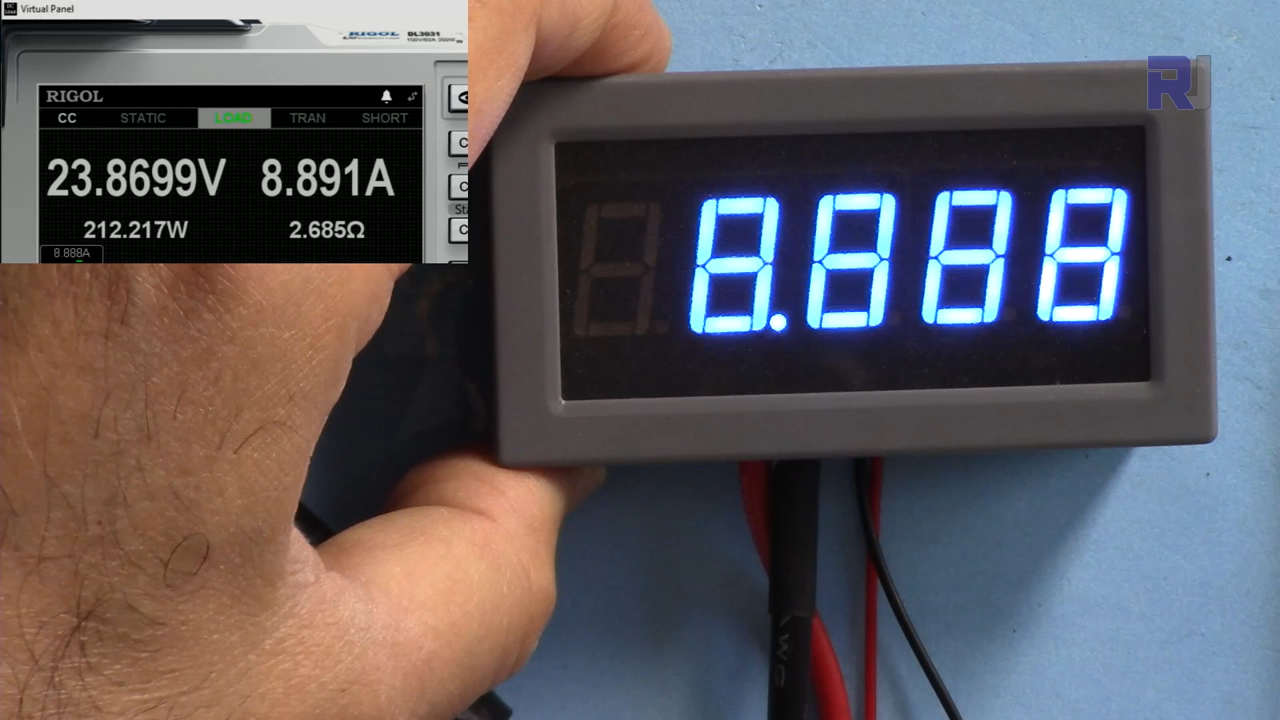 Virtual Panel
RIGOL DL3031
RIGOL
CC STATIC LOAD TRAN SHORT
23.8699V 8.891A
212.217W 2.685Ω
8.888A
RJ
8.888